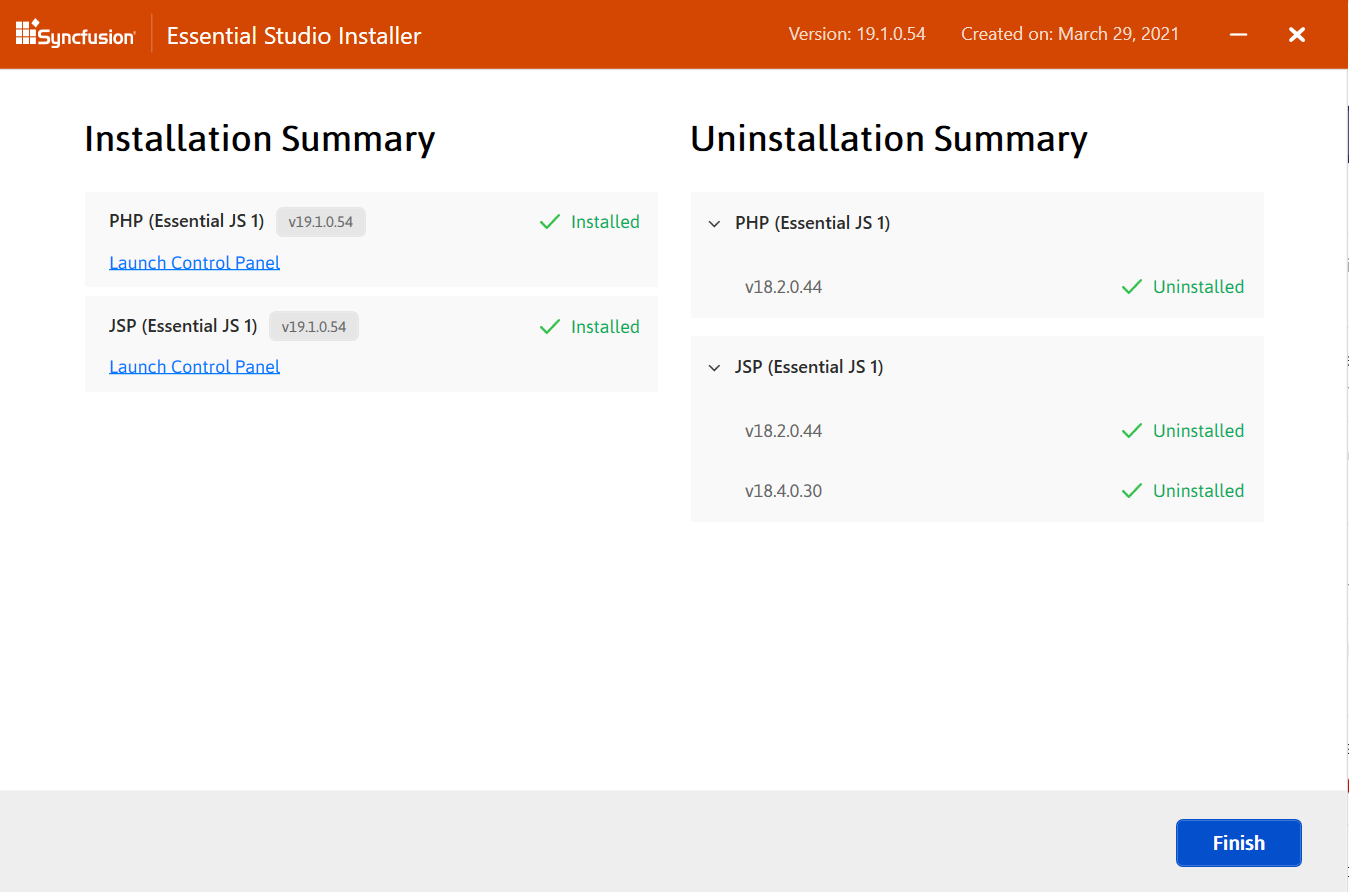 Syncfusion
Essential Studio Installer
Version: 19.1.0.54
Created on: March 29, 2021
Installation Summary
PHP (Essential JS 1)
v19.1.0.54
Installed
Launch Control Panel
JSP (Essential JS 1)
v19.1.0.54
Installed
Launch Control Panel
Uninstallation Summary
PHP (Essential JS 1)
v18.2.0.44
Uninstalled
JSP (Essential JS 1)
v18.2.0.44
Uninstalled
v18.4.0.30
Uninstalled
Finish